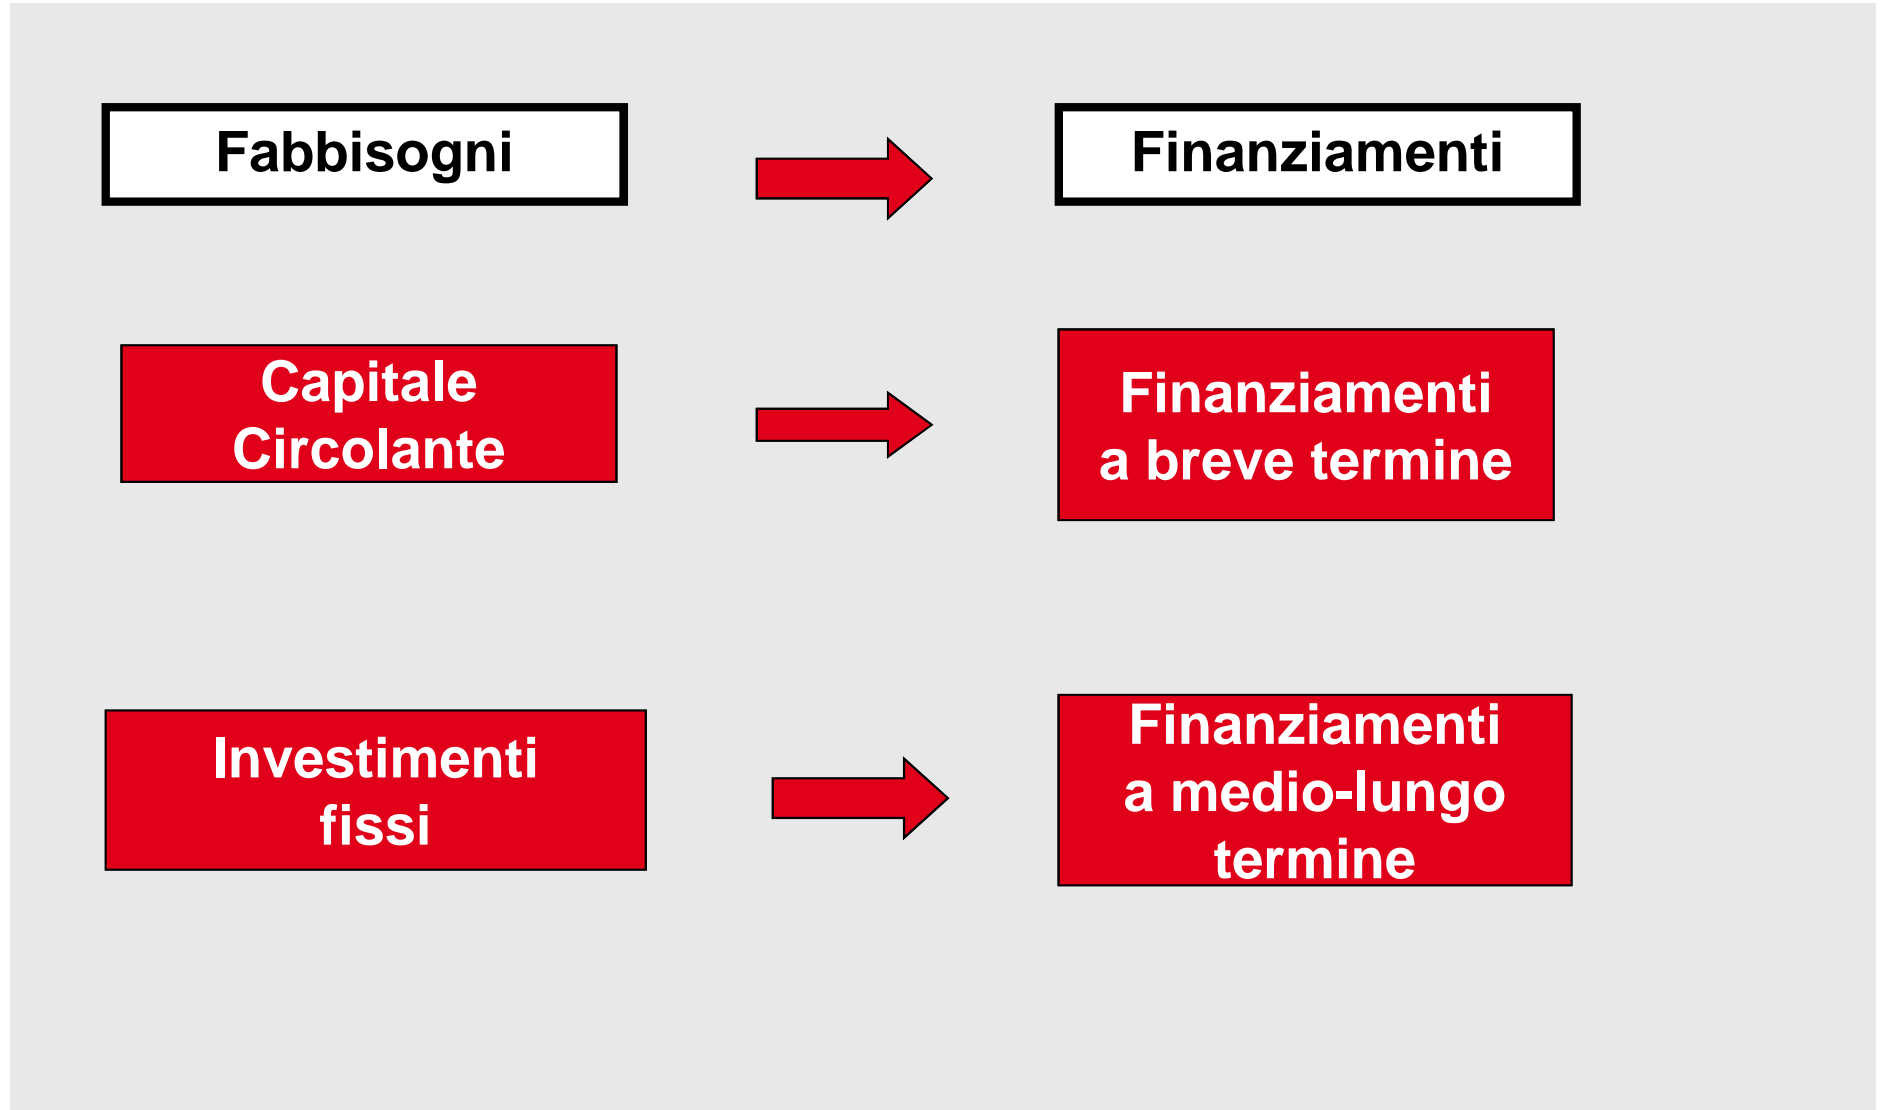 Fabbisogni
Finanziamenti
Capitale
Circolante
Finanziamenti
a breve termine
Investimenti
fissi
Finanziamenti
a medio-lungo
termine